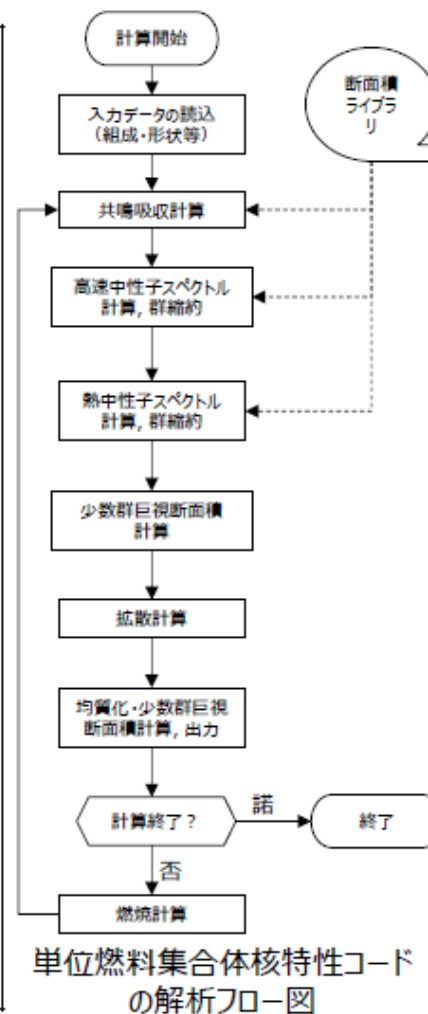 計算開始
断面積
ライブラ
リ
入力データの読込
(組成・形状等)
共鳴吸収計算
高速中性子スペクトル
計算, 群縮約
熱中性子スペクトル
計算, 群縮約
少数群巨視断面積
計算
拡散計算
均質化・少数群巨視
断面積計算, 出力
計算終了？
諾
終了
否
燃焼計算
単位燃料集合体核特性コード
の解析フロー図